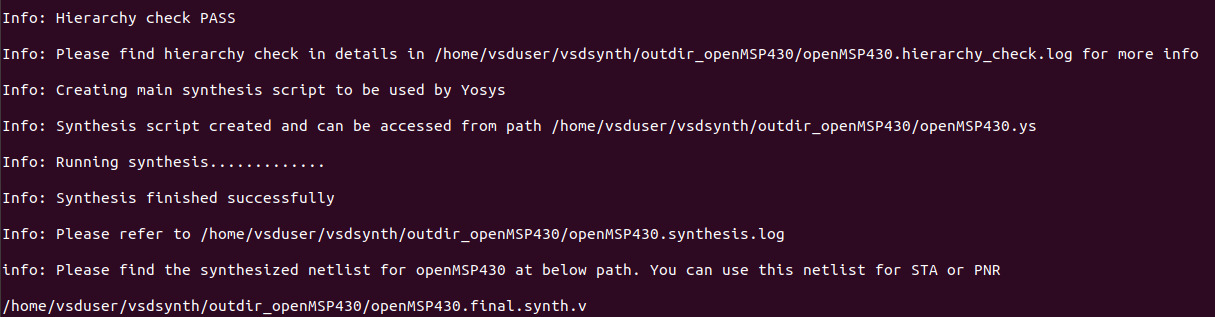 Info: Hierarchy check PASS
Info: Please find hierarchy check in details in /home/vsduser/vsdsynth/outdir_openMSP430/openMSP430.hierarchy_check.log for more info
Info: Creating main synthesis script to be used by Yosys
Info: Synthesis script created and can be accessed from path /home/vsduser/vsdsynth/outdir_openMSP430/openMSP430.ys
Info: Running synthesis.............
Info: Synthesis finished successfully
Info: Please refer to /home/vsduser/vsdsynth/outdir_openMSP430/openMSP430.synthesis.log
info: Please find the synthesized netlist for openMSP430 at below path. You can use this netlist for STA or PNR
/home/vsduser/vsdsynth/outdir_openMSP430/openMSP430.final.synth.v